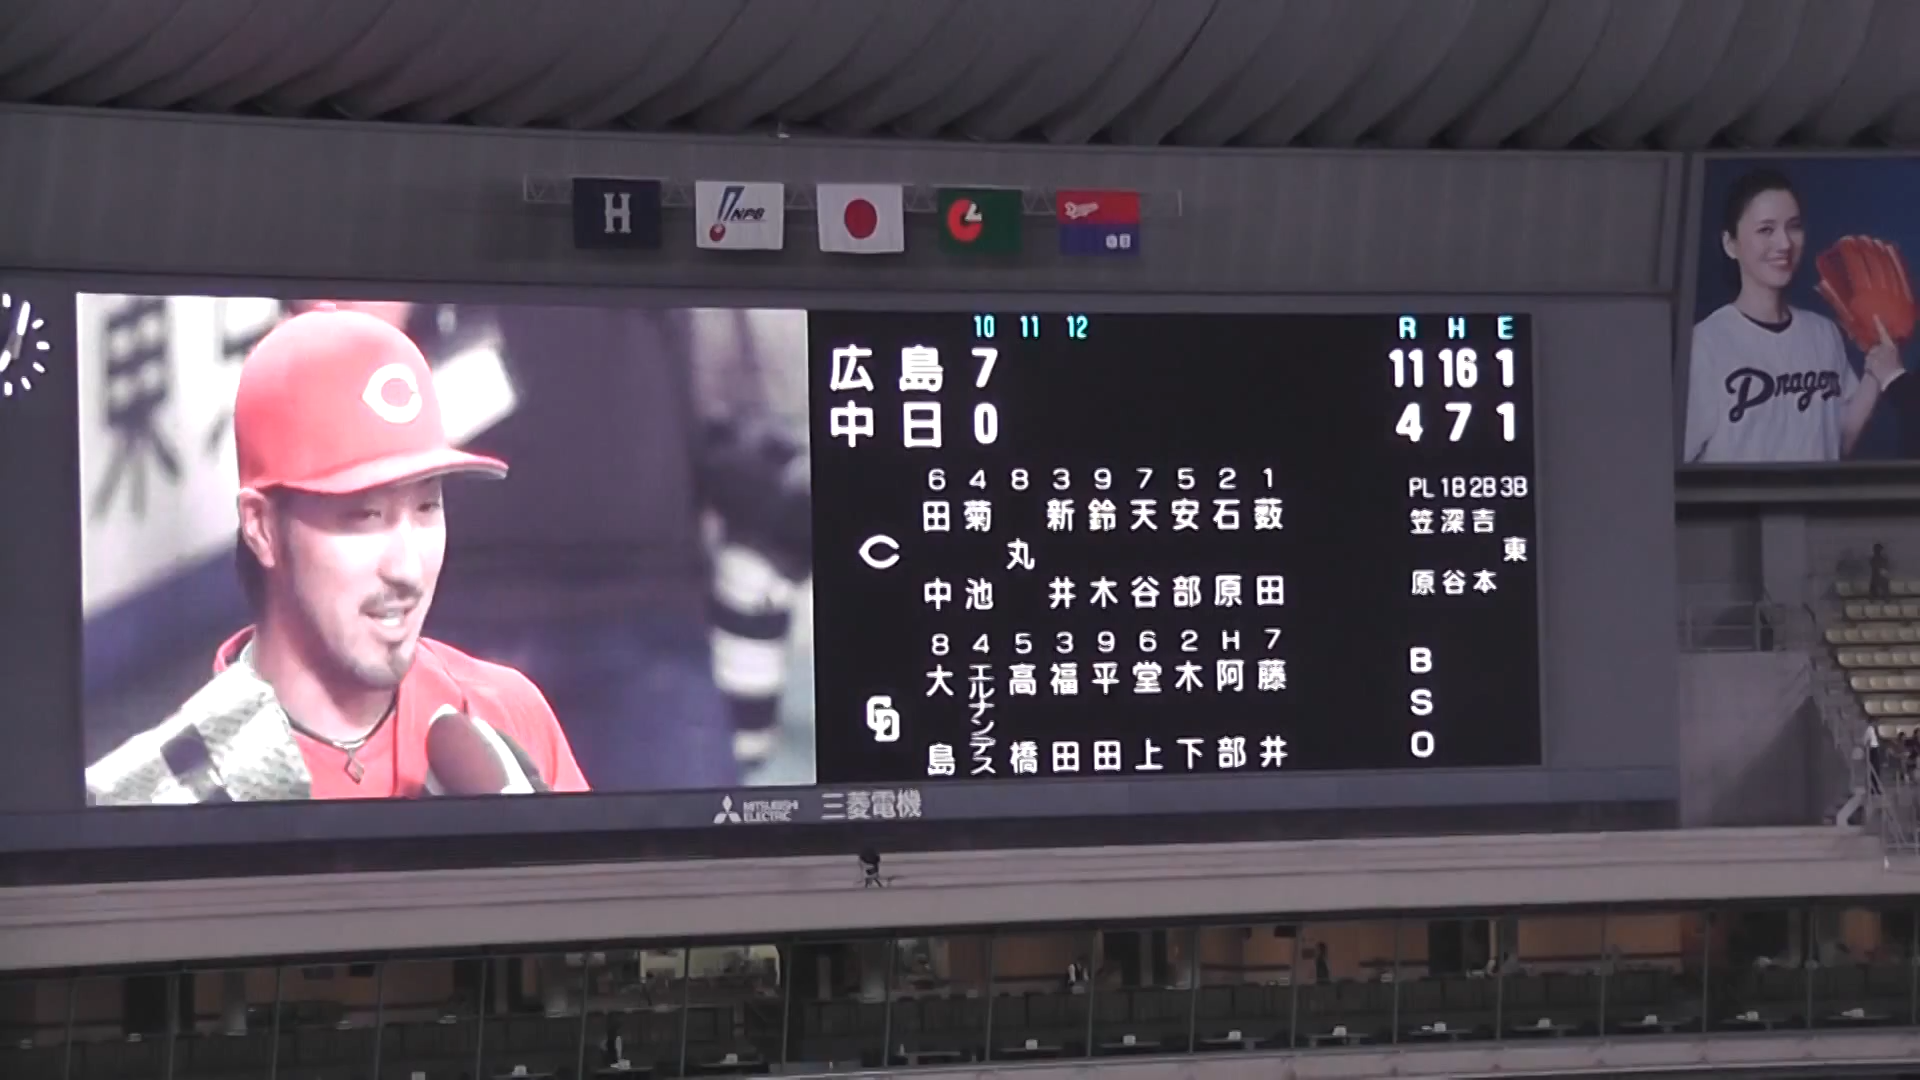 H
NPB
Dragons
Dragons
10 11 12 R H E
広島 7 11 16 1
中日 0 4 7 1
6 4 8 3 9 7 5 2 1
田中 菊池 丸 新井 鈴木 天谷 安部 石原 薮田
C
8 4 5 3 9 6 2 H 7
大島 エルナンデス 高橋 福田 平田 堂上 木下 阿部 藤井
CD
PL 1B 2B 3B
笠原 深谷 吉本 東
B
S
O
MITSUBISHI ELECTRIC 三菱電機